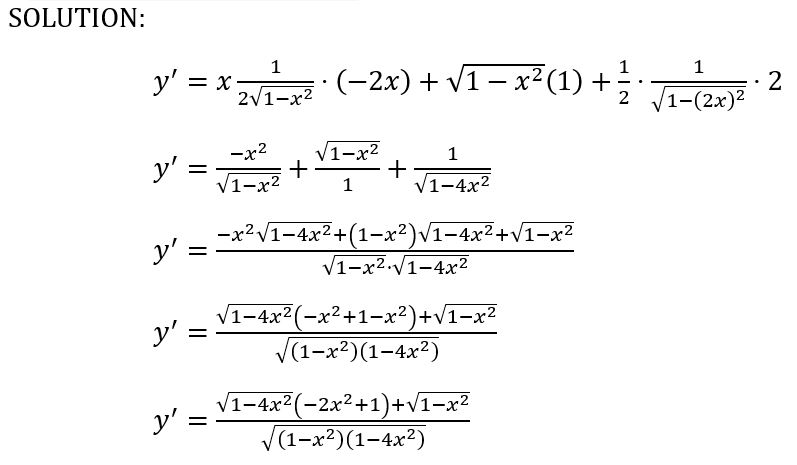 SOLUTION:
y′ = x 1/(2√(1−x²)) · (−2x) + √(1 − x²)(1) + 1/2 · 1/√(1−(2x)²) · 2
y′ = −x²/√(1−x²) + √(1−x²)/1 + 1/√(1−4x²)
y′ = (−x²√(1−4x²)+(1−x²)√(1−4x²)+√(1−x²))/(√(1−x²)·√(1−4x²))
y′ = (√(1−4x²)(−x²+1−x²)+√(1−x²))/√((1−x²)(1−4x²))
y′ = (√(1−4x²)(−2x²+1)+√(1−x²))/√((1−x²)(1−4x²))